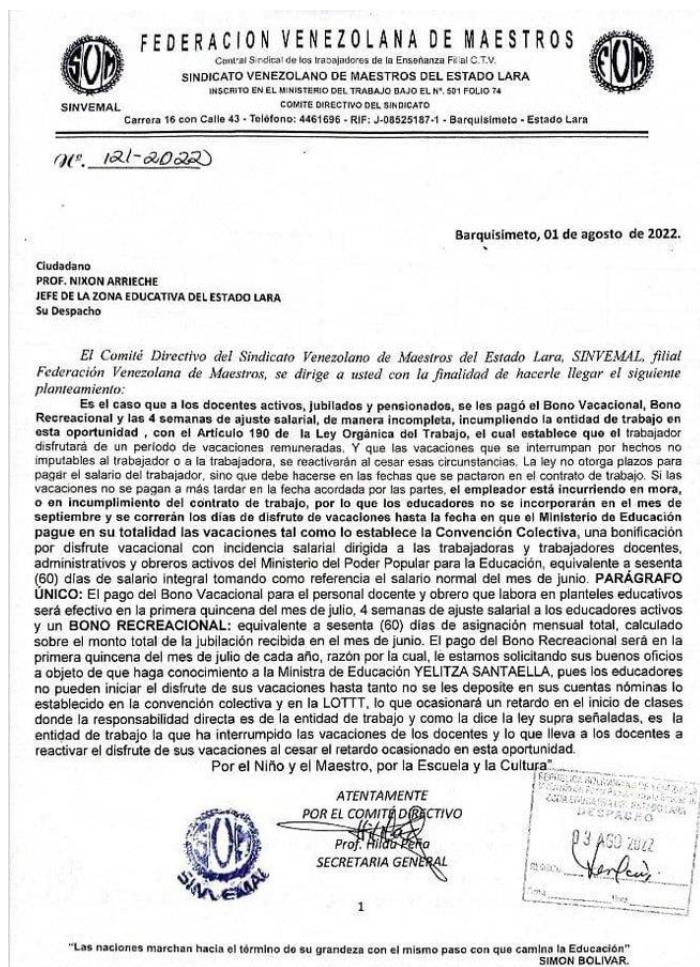 FEDERACION VENEZOLANA DE MAESTROS
Central Sindical de los trabajadores de la Enseñanza Filial C.T.V.
SINDICATO VENEZOLANO DE MAESTROS DEL ESTADO LARA
INSCRITO EN EL MINISTERIO DEL TRABAJO BAJO EL Nº. 501 FOLIO 74
COMITE DIRECTIVO DEL SINDICATO
SINVEMAL
Carrera 16 con Calle 43 - Teléfono: 4461696 - RIF: J-08525187-1 - Barquisimeto - Estado Lara
Nº. 121-2022
Barquisimeto, 01 de agosto de 2022.
Ciudadano
PROF. NIXON ARRIECHE
JEFE DE LA ZONA EDUCATIVA DEL ESTADO LARA
Su Despacho
El Comité Directivo del Sindicato Venezolano de Maestros del Estado Lara, SINVEMAL, filial
Federación Venezolana de Maestros, se dirige a usted con la finalidad de hacerle llegar el siguiente
planteamiento:
Es el caso que a los docentes activos, jubilados y pensionados, se les pagó el Bono Vacacional, Bono
Recreacional y las 4 semanas de ajuste salarial, de manera incompleta, incumpliendo la entidad de trabajo en
esta oportunidad , con el Artículo 190 de la Ley Orgánica del Trabajo, el cual establece que el trabajador
disfrutará de un período de vacaciones remuneradas. Y que las vacaciones que se interrumpan por hechos no
imputables al trabajador o a la trabajadora, se reactivarán al cesar esas circunstancias. La ley no otorga plazos para
pagar el salario del trabajador, sino que debe hacerse en las fechas que se pactaron en el contrato de trabajo. Si las
vacaciones no se pagan a más tardar en la fecha acordada por las partes, el empleador está incurriendo en mora,
o en incumplimiento del contrato de trabajo, por lo que los educadores no se incorporarán en el mes de
septiembre y se correrán los días de disfrute de vacaciones hasta la fecha en que el Ministerio de Educación
pague en su totalidad las vacaciones tal como lo establece la Convención Colectiva, una bonificación
por disfrute vacacional con incidencia salarial dirigida a las trabajadoras y trabajadores docentes,
administrativos y obreros activos del Ministerio del Poder Popular para la Educación, equivalente a sesenta
(60) días de salario integral tomando como referencia el salario normal del mes de junio. PARÁGRAFO
ÚNICO: El pago del Bono Vacacional para el personal docente y obrero que labora en planteles educativos
será efectivo en la primera quincena del mes de julio, 4 semanas de ajuste salarial a los educadores activos
y un BONO RECREACIONAL: equivalente a sesenta (60) días de asignación mensual total, calculado
sobre el monto total de la jubilación recibida en el mes de junio. El pago del Bono Recreacional será en la
primera quincena del mes de julio de cada año, razón por la cual, le estamos solicitando sus buenos oficios
a objeto de que haga conocimiento a la Ministra de Educación YELITZA SANTAELLA, pues los educadores
no pueden iniciar el disfrute de sus vacaciones hasta tanto no se les deposite en sus cuentas nóminas lo
establecido en la convención colectiva y en la LOTTT, lo que ocasionará un retardo en el inicio de clases
donde la responsabilidad directa es de la entidad de trabajo y como la dice la ley supra señaladas, es la
entidad de trabajo la que ha interrumpido las vacaciones de los docentes y lo que lleva a los docentes a
reactivar el disfrute de sus vacaciones al cesar el retardo ocasionado en esta oportunidad.
Por el Niño y el Maestro, por la Escuela y la Cultura"
ATENTAMENTE
POR EL COMITÉ DIRECTIVO
Prof. Hilda Peña
SECRETARIA GENERAL
SINVEMAL
DESPACHO
03 AGO 2022
1
"Las naciones marchan hacia el término de su grandeza con el mismo paso con que camina la Educación"
SIMON BOLIVAR.